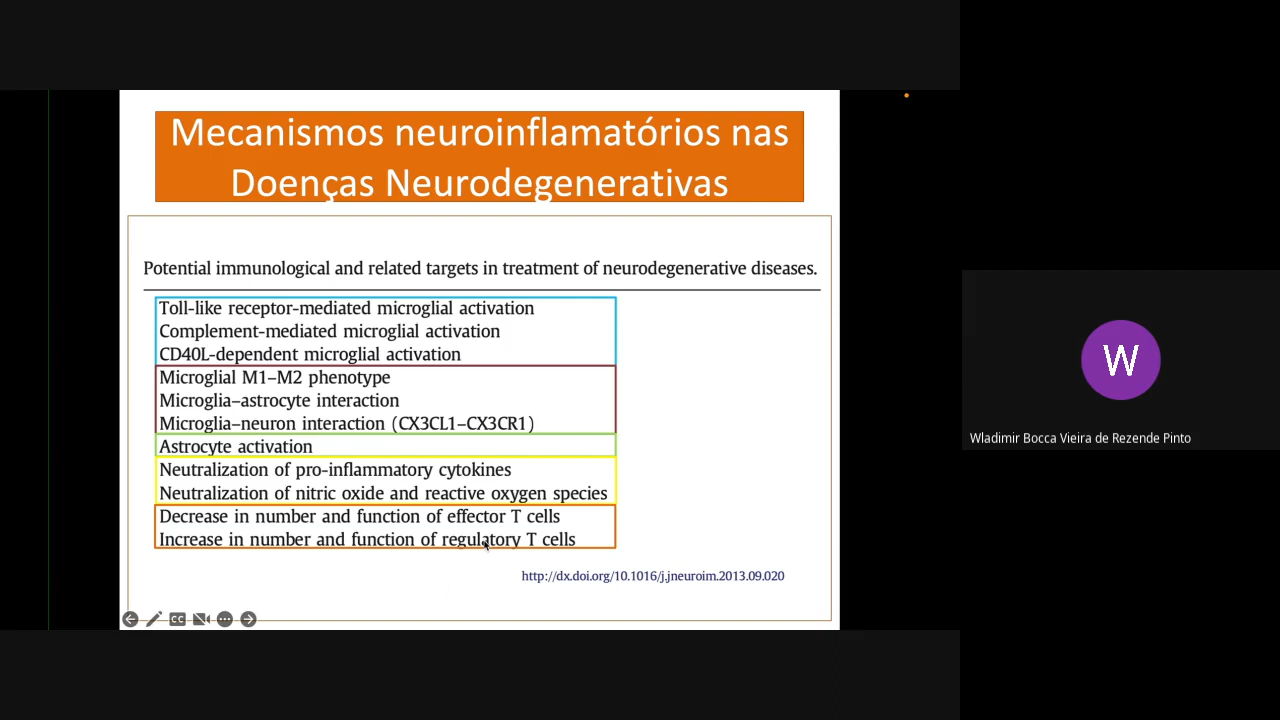 Mecanismos neuroinflamatórios nas
Doenças Neurodegenerativas
Potential immunological and related targets in treatment of neurodegenerative diseases.
Toll-like receptor-mediated microglial activation
Complement-mediated microglial activation
CD40L-dependent microglial activation
Microglial M1–M2 phenotype
Microglia–astrocyte interaction
Microglia–neuron interaction (CX3CL1–CX3CR1)
Astrocyte activation
Neutralization of pro-inflammatory cytokines
Neutralization of nitric oxide and reactive oxygen species
Decrease in number and function of effector T cells
Increase in number and function of regulatory T cells
http://dx.doi.org/10.1016/j.jneuroim.2013.09.020
CC
W
Wladimir Bocca Vieira de Rezende Pinto